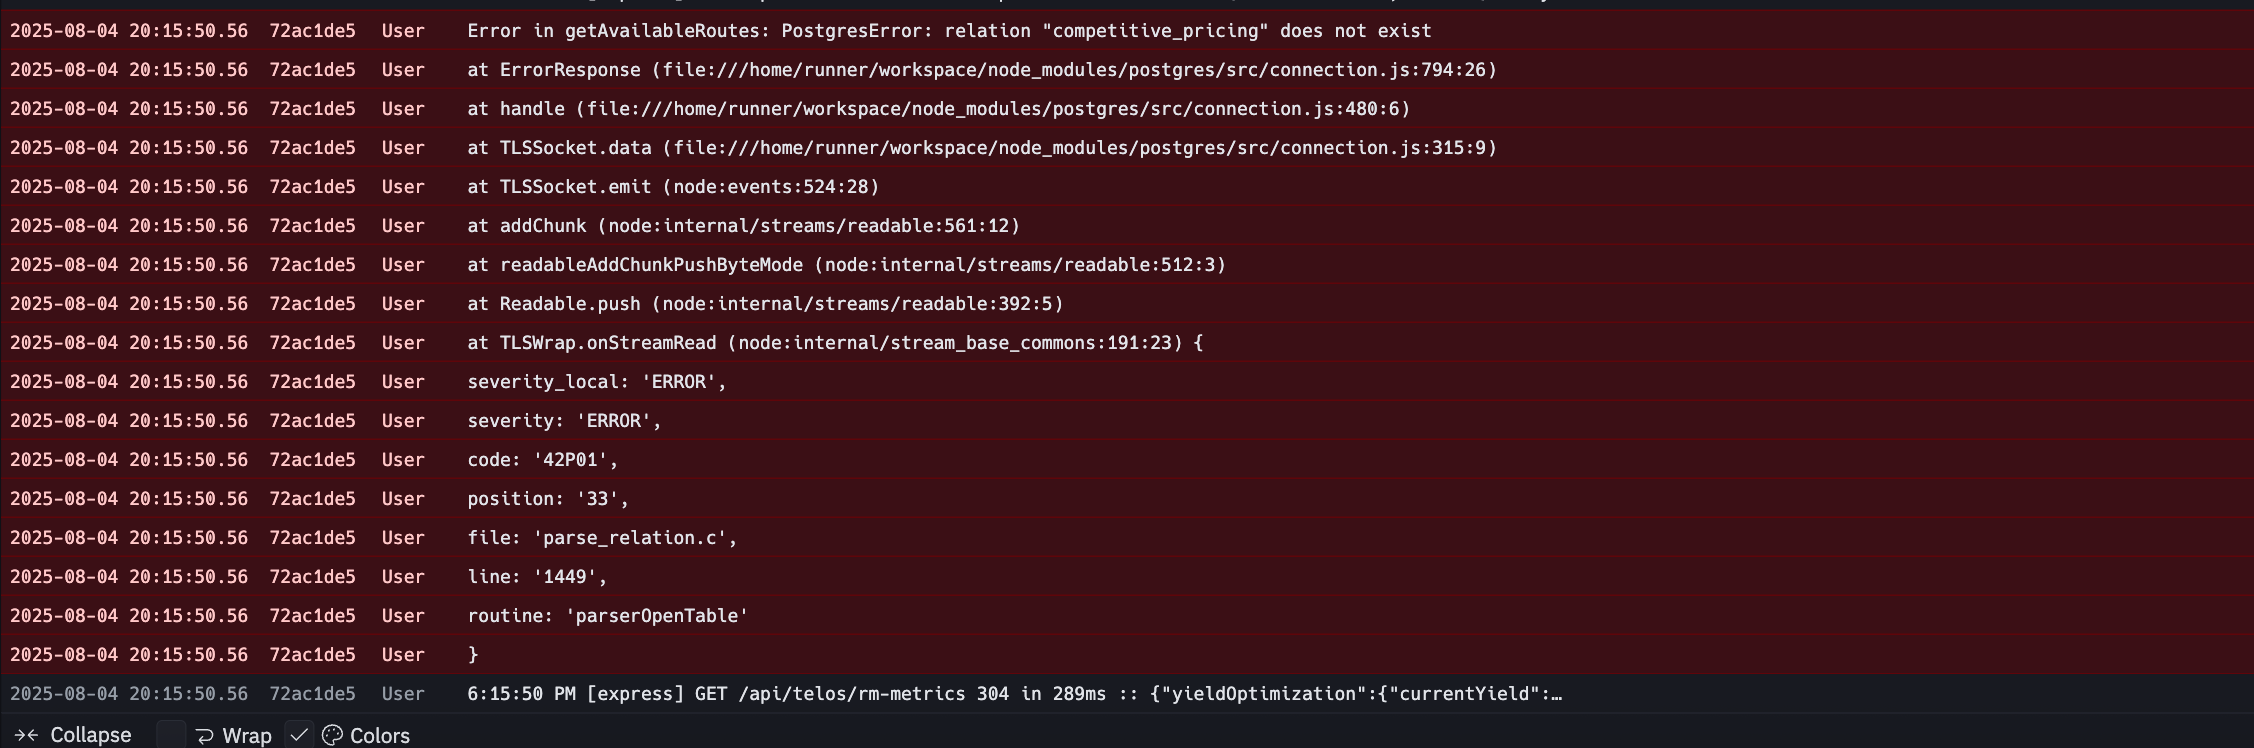 2025-08-04 20:15:50.56 72ac1de5 User Error in getAvailableRoutes: PostgresError: relation "competitive_pricing" does not exist
2025-08-04 20:15:50.56 72ac1de5 User at ErrorResponse (file:///home/runner/workspace/node_modules/postgres/src/connection.js:794:26)
2025-08-04 20:15:50.56 72ac1de5 User at handle (file:///home/runner/workspace/node_modules/postgres/src/connection.js:480:6)
2025-08-04 20:15:50.56 72ac1de5 User at TLSSocket.data (file:///home/runner/workspace/node_modules/postgres/src/connection.js:315:9)
2025-08-04 20:15:50.56 72ac1de5 User at TLSSocket.emit (node:events:524:28)
2025-08-04 20:15:50.56 72ac1de5 User at addChunk (node:internal/streams/readable:561:12)
2025-08-04 20:15:50.56 72ac1de5 User at readableAddChunkPushByteMode (node:internal/streams/readable:512:3)
2025-08-04 20:15:50.56 72ac1de5 User at Readable.push (node:internal/streams/readable:392:5)
2025-08-04 20:15:50.56 72ac1de5 User at TLSWrap.onStreamRead (node:internal/stream_base_commons:191:23) {
2025-08-04 20:15:50.56 72ac1de5 User severity_local: 'ERROR',
2025-08-04 20:15:50.56 72ac1de5 User severity: 'ERROR',
2025-08-04 20:15:50.56 72ac1de5 User code: '42P01',
2025-08-04 20:15:50.56 72ac1de5 User position: '33',
2025-08-04 20:15:50.56 72ac1de5 User file: 'parse_relation.c',
2025-08-04 20:15:50.56 72ac1de5 User line: '1449',
2025-08-04 20:15:50.56 72ac1de5 User routine: 'parserOpenTable'
2025-08-04 20:15:50.56 72ac1de5 User }
2025-08-04 20:15:50.56 72ac1de5 User 6:15:50 PM [express] GET /api/telos/rm-metrics 304 in 289ms :: {"yieldOptimization":{"currentYield":…
Collapse Wrap Colors